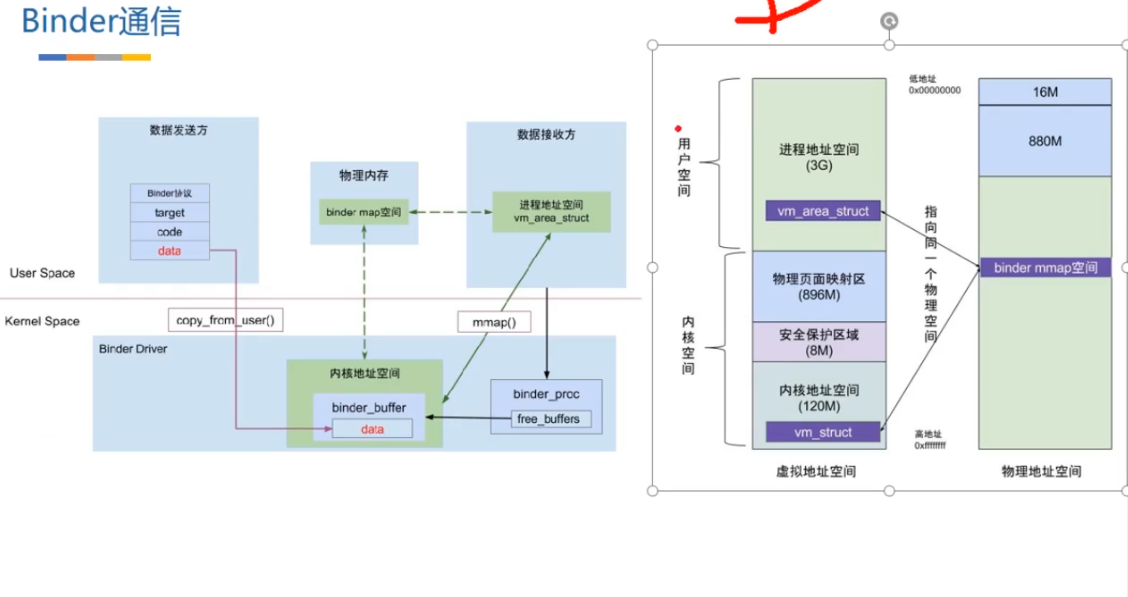 Binder通信
数据发送方
Binder协议
target
code
data
User Space
Kernel Space
copy_from_user()
Binder Driver
物理内存
binder map空间
数据接收方
进程地址空间
vm_area_struct
mmap()
内核地址空间
binder_buffer
data
binder_proc
free_buffers
用户空间
内核空间
进程地址空间
(3G)
vm_area_struct
物理页面映射区
(896M)
安全保护区域
(8M)
内核地址空间
(120M)
vm_struct
虚拟地址空间
低地址
0x00000000
指向同一个物理空间
高地址
0xffffffff
16M
880M
binder mmap空间
物理地址空间